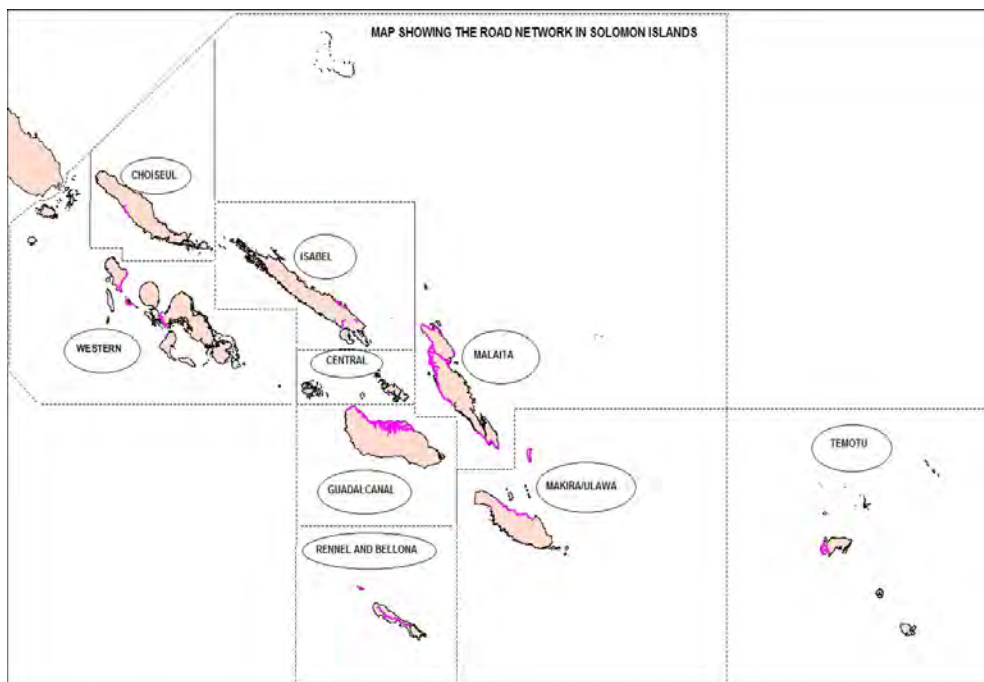 MAP SHOWING THE ROAD NETWORK IN SOLOMON ISLANDS
CHOISEUL
ISABEL
WESTERN
CENTRAL
MALAITA
TEMOTU
GUADALCANAL
MAKIRA/ULAWA
RENNEL AND BELLONA